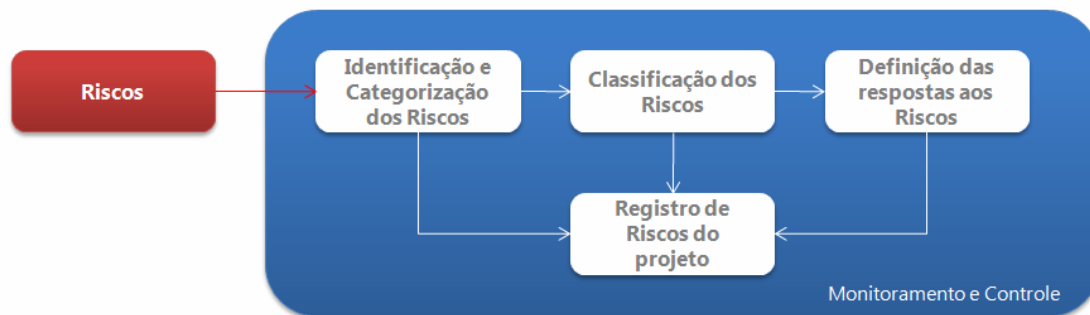 Riscos
Identificação e
Categorização
dos Riscos
Classificação dos
Riscos
Definição das
respostas aos
Riscos
Registro de
Riscos do
projeto
Monitoramento e Controle